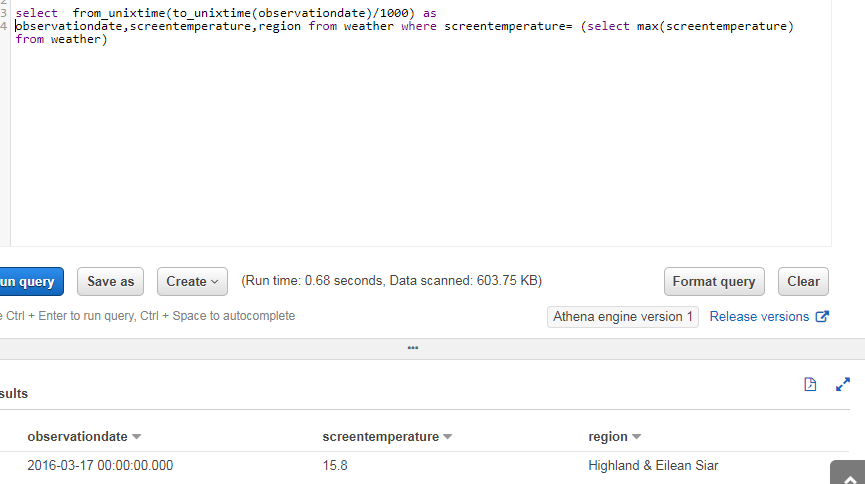 3 select  from_unixtime(to_unixtime(observationdate)/1000) as
4 observationdate,screentemperature,region from weather where screentemperature= (select max(screentemperature)
from weather)
un query Save as Create (Run time: 0.68 seconds, Data scanned: 603.75 KB) Format query Clear
Ctrl + Enter to run query, Ctrl + Space to autocomplete Athena engine version 1 Release versions
sults
observationdate screentemperature region
2016-03-17 00:00:00.000 15.8 Highland & Eilean Siar